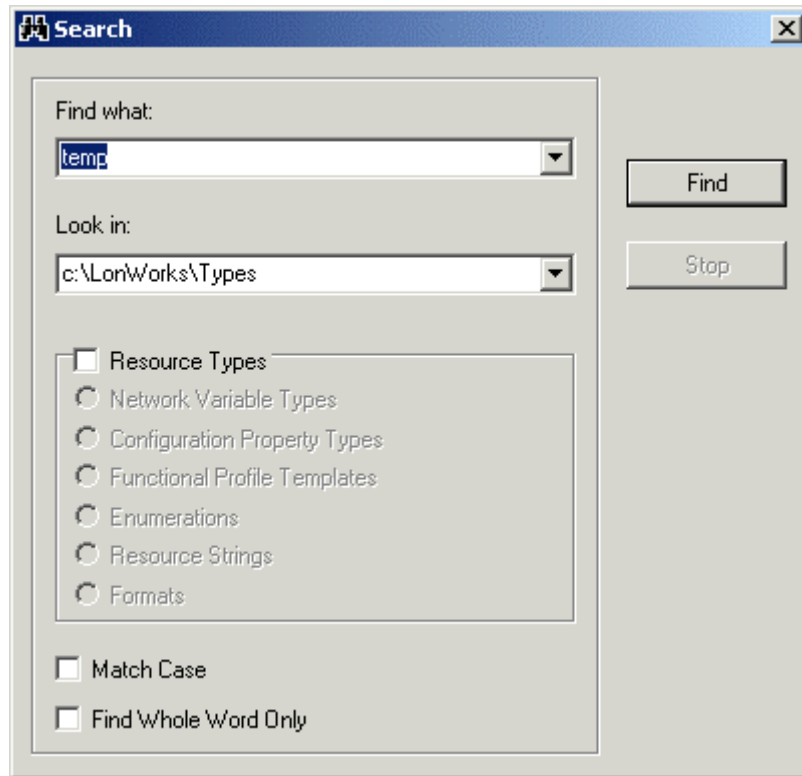 Search
Find what:
temp
Find
Look in:
c:\LonWorks\Types
Stop
Resource Types
Network Variable Types
Configuration Property Types
Functional Profile Templates
Enumerations
Resource Strings
Formats
Match Case
Find Whole Word Only